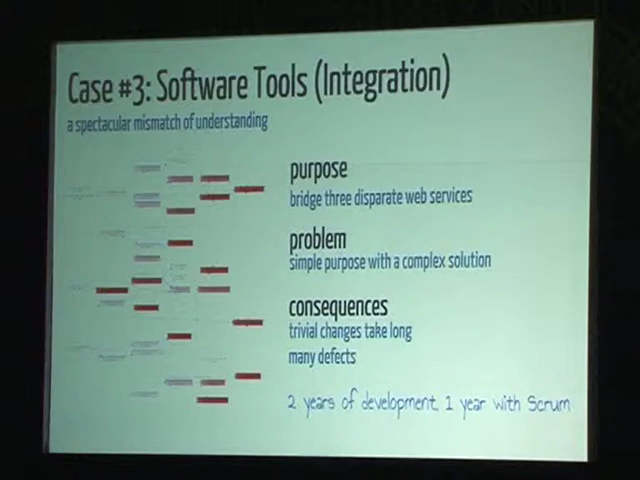 Case #3: Software Tools (Integration)
a spectacular mismatch of understanding
purpose
bridge three disparate web services
problem
simple purpose with a complex solution
consequences
trivial changes take long
many defects
2 years of development, 1 year with Scrum